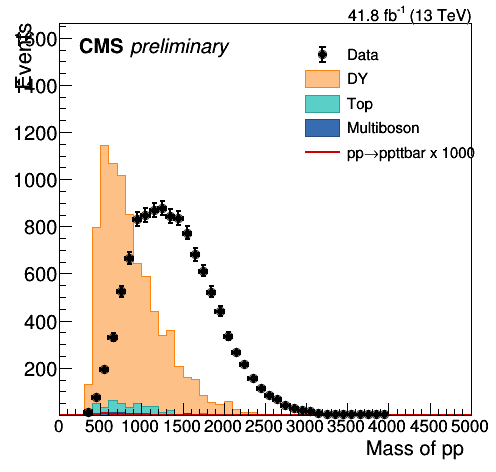 41.8 fb⁻¹ (13 TeV)
Events
CMS preliminary
Data
DY
Top
Multiboson
pp→ppttbar x 1000
1600
1400
1200
1000
800
600
400
200
0 500 1000 1500 2000 2500 3000 3500 4000 4500 5000
Mass of pp